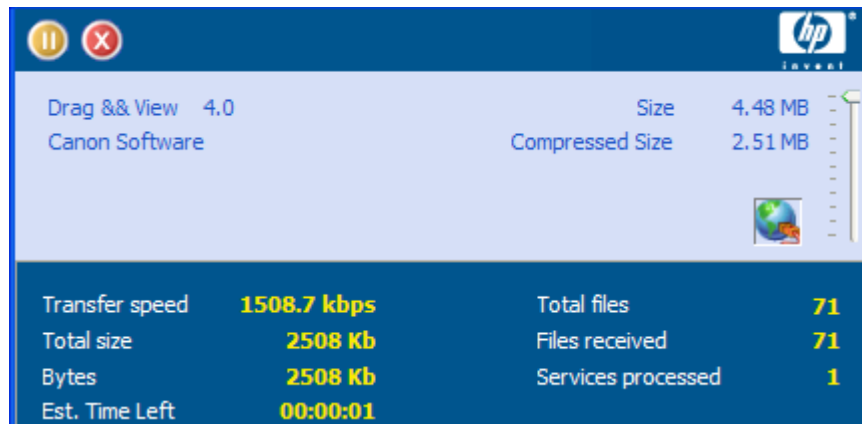 hp
invent
Drag && View 4.0 Size 4.48 MB
Canon Software Compressed Size 2.51 MB
Transfer speed 1508.7 kbps Total files 71
Total size 2508 Kb Files received 71
Bytes 2508 Kb Services processed 1
Est. Time Left 00:00:01